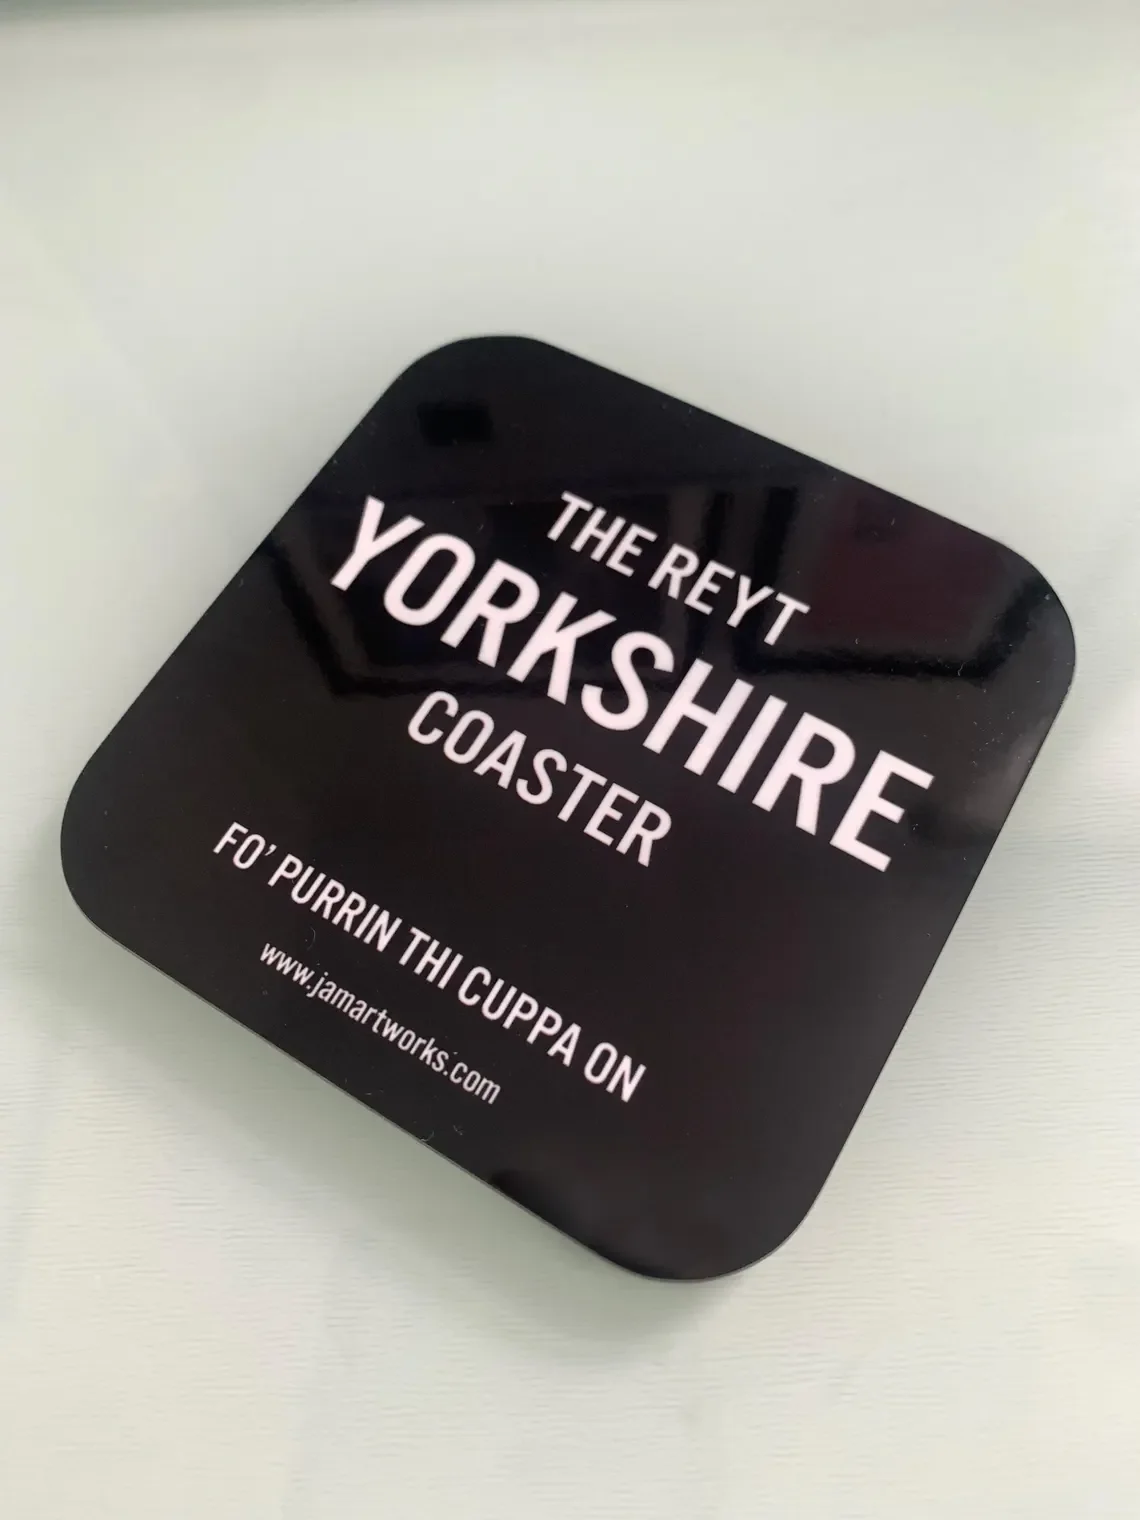 THE REYT
YORKSHIRE
COASTER
FO' PURRIN THI CUPPA ON
www.jamartworks.com